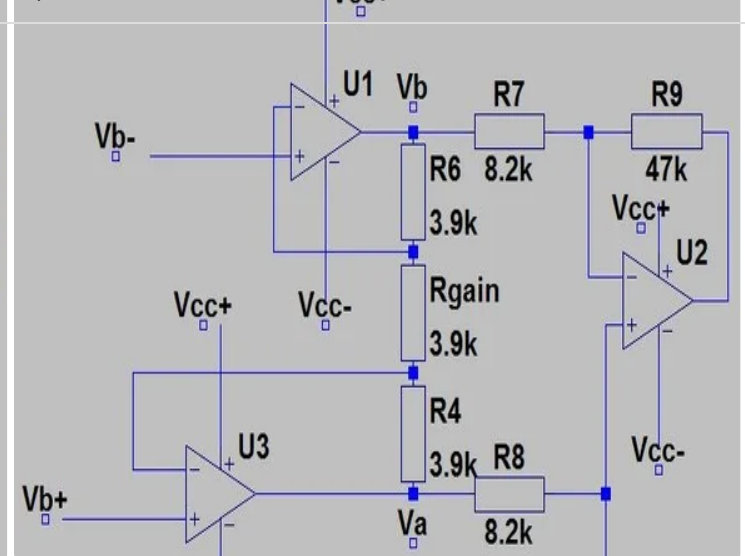 U1
Vb
R7
R9
Vb-
R6
8.2k
47k
3.9k
Vcc+
U2
Rgain
Vcc+
Vcc-
3.9k
R4
U3
3.9k
R8
Vcc-
Vb+
Va
8.2k